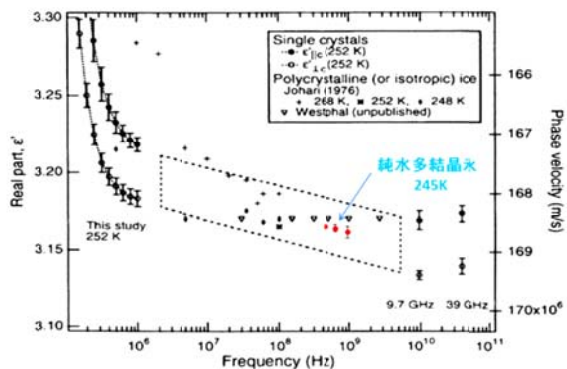 Single crystals
ε'∥c (252 K)
ε'⊥c (252 K)
Polycrystalline (or isotropic) ice
Johari (1976)
+ 268 K, ■ 252 K, ♦ 248 K
▽ Westphal (unpublished)
3.30
3.25
3.20
3.15
3.10
Real part, ε'
166
167
168
169
170x10⁶
Phase velocity (m/s)
純水多結晶氷
245K
This study
252 K
9.7 GHz
39 GHz
10⁵
10⁶
10⁷
10⁸
10⁹
10¹⁰
10¹¹
Frequency (Hz)